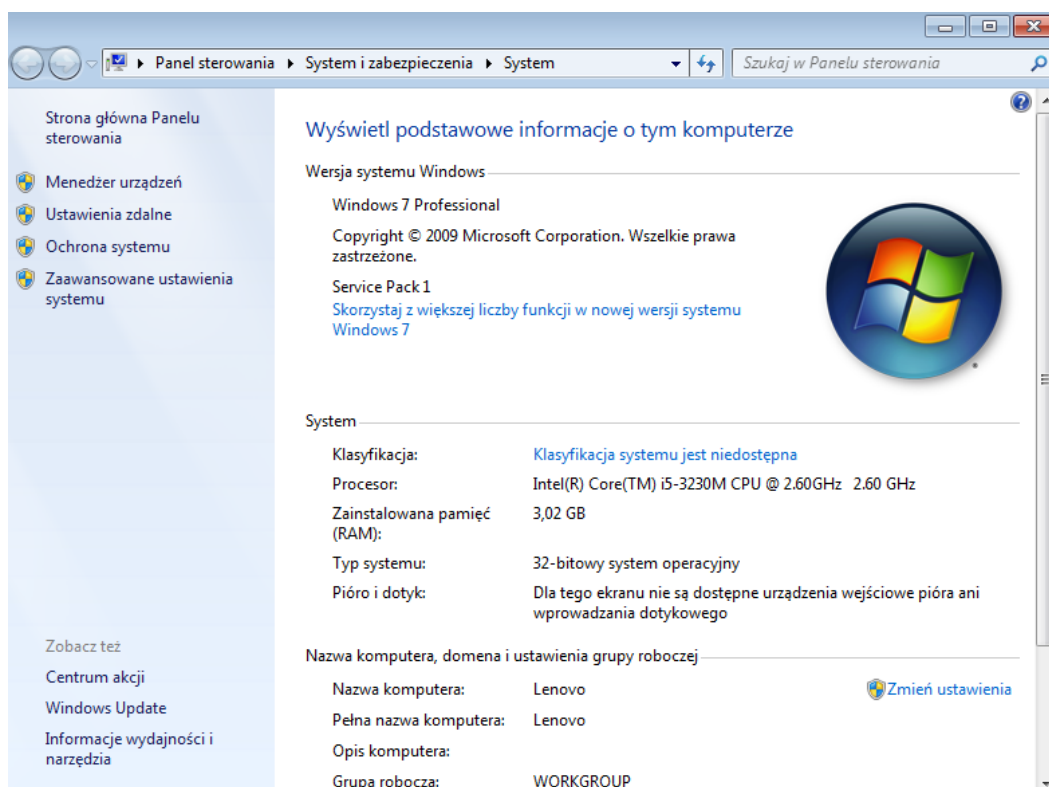 Panel sterowania ▸ System i zabezpieczenia ▸ System
Szukaj w Panelu sterowania
Strona główna Panelu
sterowania
Menedżer urządzeń
Ustawienia zdalne
Ochrona systemu
Zaawansowane ustawienia
systemu
Zobacz też
Centrum akcji
Windows Update
Informacje wydajności i
narzędzia
Wyświetl podstawowe informacje o tym komputerze
Wersja systemu Windows
Windows 7 Professional
Copyright © 2009 Microsoft Corporation. Wszelkie prawa
zastrzeżone.
Service Pack 1
Skorzystaj z większej liczby funkcji w nowej wersji systemu
Windows 7
System
Klasyfikacja: Klasyfikacja systemu jest niedostępna
Procesor: Intel(R) Core(TM) i5-3230M CPU @ 2.60GHz 2.60 GHz
Zainstalowana pamięć 3,02 GB
(RAM):
Typ systemu: 32-bitowy system operacyjny
Pióro i dotyk: Dla tego ekranu nie są dostępne urządzenia wejściowe pióra ani
wprowadzania dotykowego
Nazwa komputera, domena i ustawienia grupy roboczej
Nazwa komputera: Lenovo Zmień ustawienia
Pełna nazwa komputera: Lenovo
Opis komputera:
Grupa robocza: WORKGROUP